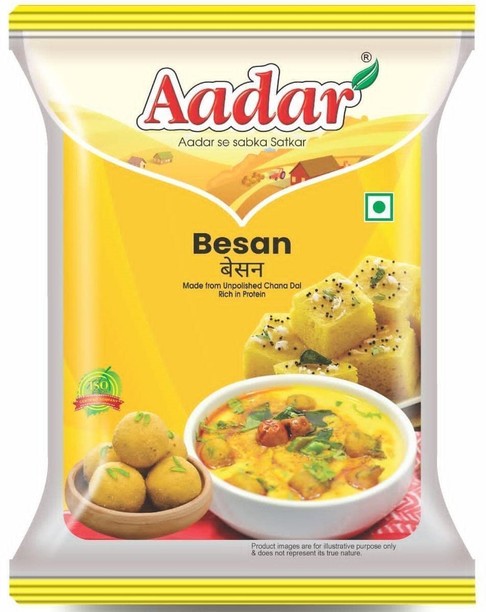 Aadar®
Aadar se sabka Satkar
Besan
बेसन
Made from Unpolished Chana Dal
Rich in Protein
ISO
Product images are for illustrative purpose only
& does not represent its true nature.